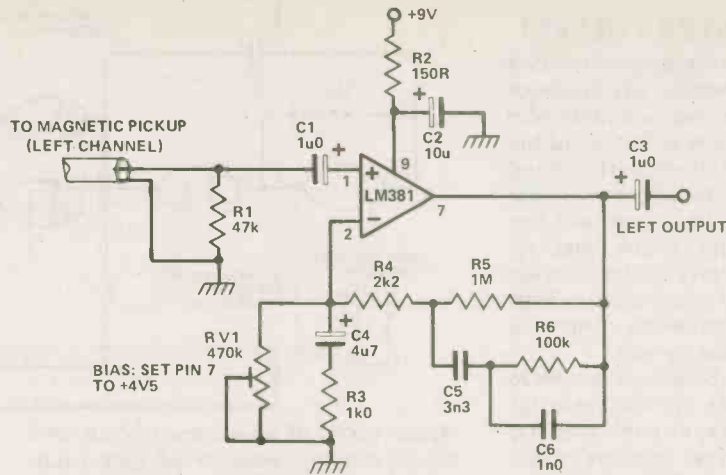 +9V
R2
150R
+
C2
10u
TO MAGNETIC PICKUP
(LEFT CHANNEL)
C1
1u0
+
C3
1u0
+
9
1
+
LM381
7
2
−
R1
47k
LEFT OUTPUT
R4
2k2
R5
1M
+
C4
4u7
R6
100k
RV1
470k
BIAS: SET PIN 7
TO +4V5
C5
3n3
R3
1k0
C6
1n0